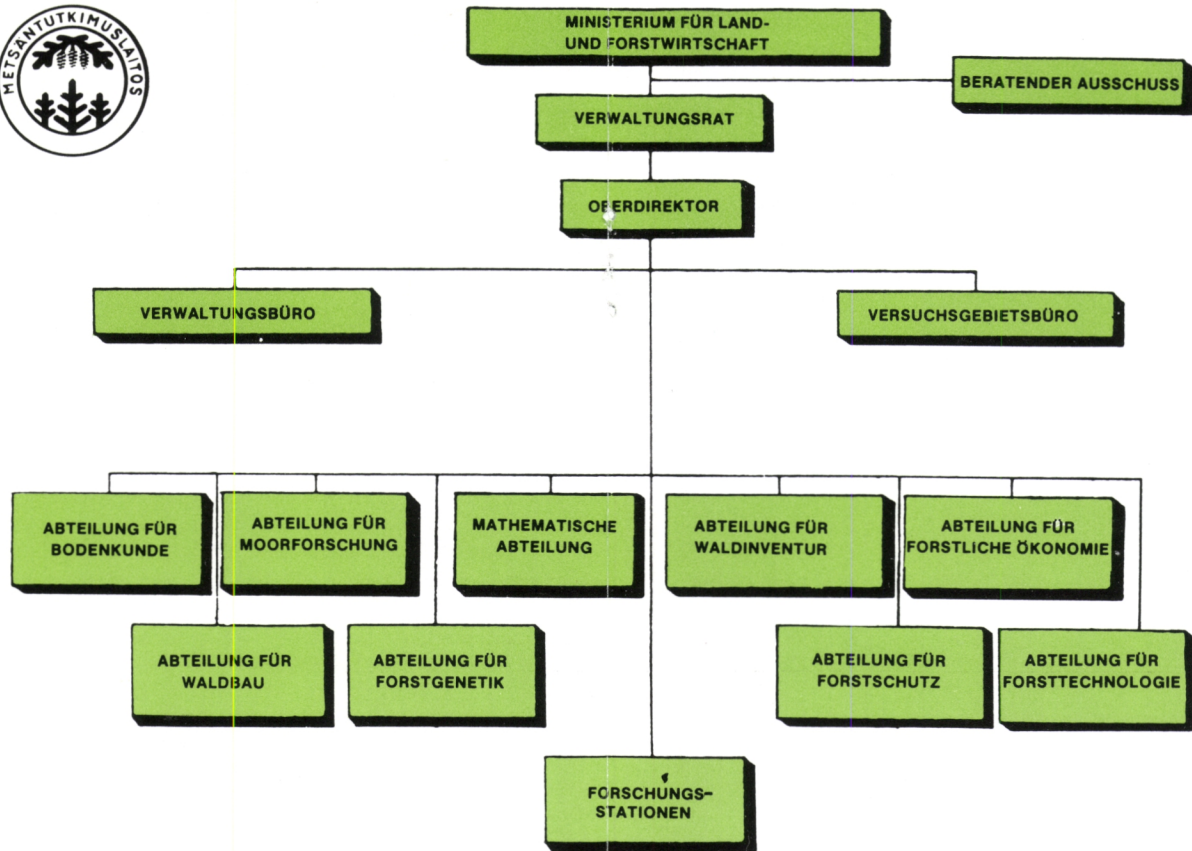 METSÄNTUTKIMUSLAITOS
MINISTERIUM FÜR LAND-
UND FORSTWIRTSCHAFT
BERATENDER AUSSCHUSS
VERWALTUNGSRAT
OBERDIREKTOR
VERWALTUNGSBÜRO
VERSUCHSGEBIETSBÜRO
ABTEILUNG FÜR
BODENKUNDE
ABTEILUNG FÜR
MOORFORSCHUNG
MATHEMATISCHE
ABTEILUNG
ABTEILUNG FÜR
WALDINVENTUR
ABTEILUNG FÜR
FORSTLICHE ÖKONOMIE
ABTEILUNG FÜR
WALDBAU
ABTEILUNG FÜR
FORSTGENETIK
ABTEILUNG FÜR
FORSTSCHUTZ
ABTEILUNG FÜR
FORSTTECHNOLOGIE
FORSCHUNGS-
STATIONEN